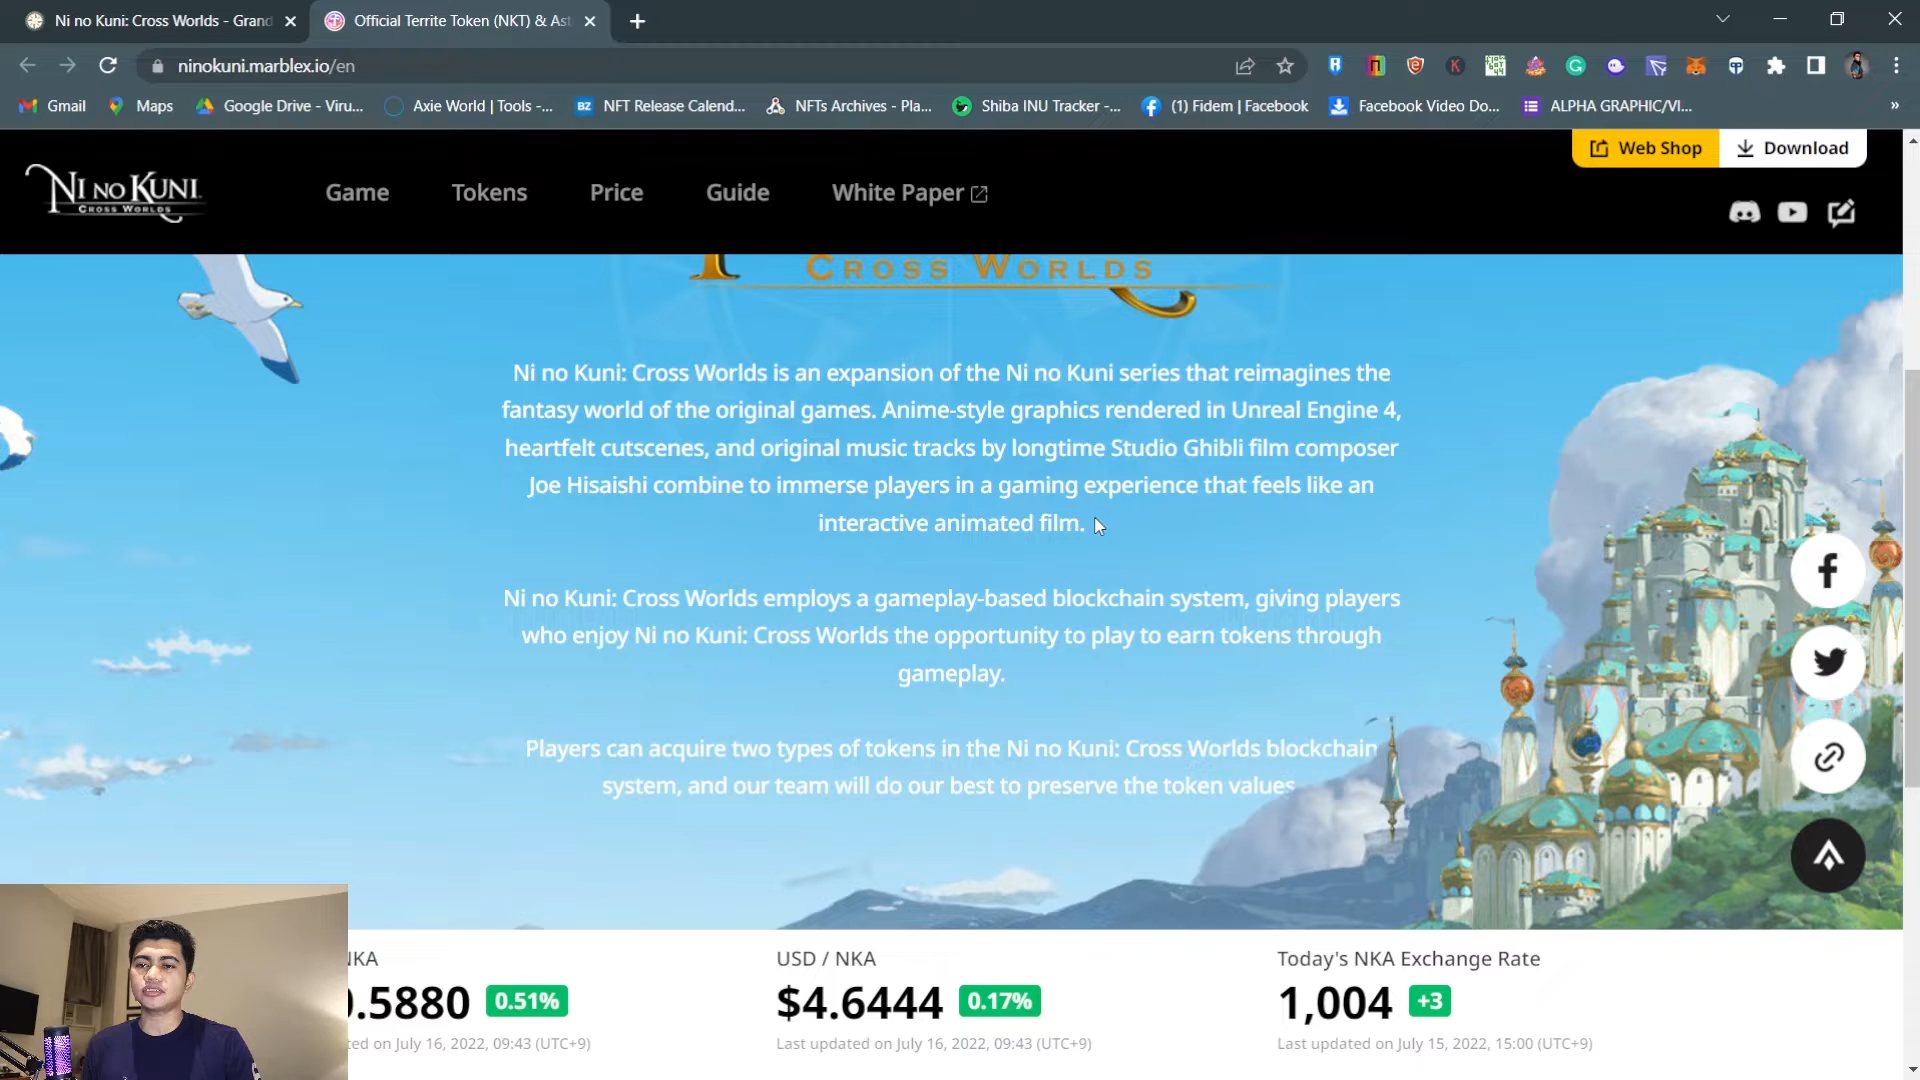 Ni no Kuni: Cross Worlds - Grand
Official Territe Token (NKT) & Ast
ninokuni.marblex.io/en
Gmail
Maps
Google Drive - Viru...
Axie World | Tools -...
NFT Release Calend...
NFTs Archives - Pla...
Shiba INU Tracker -...
(1) Fidem | Facebook
Facebook Video Do...
ALPHA GRAPHIC/VI...
»
Web Shop
Download
NI NO KUNI
CROSS WORLDS
Game
Tokens
Price
Guide
White Paper
CROSS WORLDS
Ni no Kuni: Cross Worlds is an expansion of the Ni no Kuni series that reimagines the
fantasy world of the original games. Anime-style graphics rendered in Unreal Engine 4,
heartfelt cutscenes, and original music tracks by longtime Studio Ghibli film composer
Joe Hisaishi combine to immerse players in a gaming experience that feels like an
interactive animated film.
Ni no Kuni: Cross Worlds employs a gameplay-based blockchain system, giving players
who enjoy Ni no Kuni: Cross Worlds the opportunity to play to earn tokens through
gameplay.
Players can acquire two types of tokens in the Ni no Kuni: Cross Worlds blockchain
system, and our team will do our best to preserve the token values
NKA
.5880 0.51%
ted on July 16, 2022, 09:43 (UTC+9)
USD / NKA
$4.6444 0.17%
Last updated on July 16, 2022, 09:43 (UTC+9)
Today's NKA Exchange Rate
1,004 +3
Last updated on July 15, 2022, 15:00 (UTC+9)